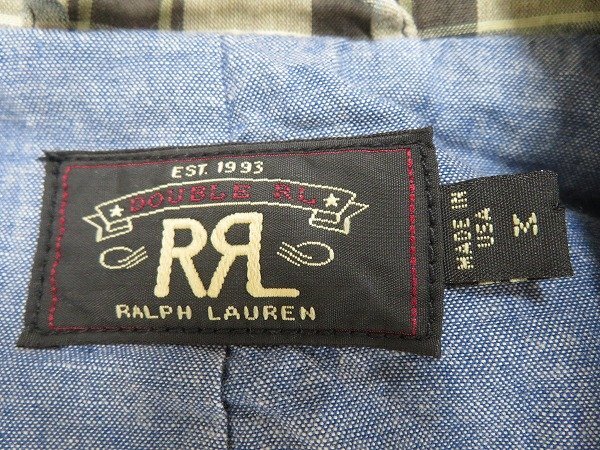 EST. 1993
DOUBLE RL
RRL
RALPH LAUREN
MADE IN
USA
M